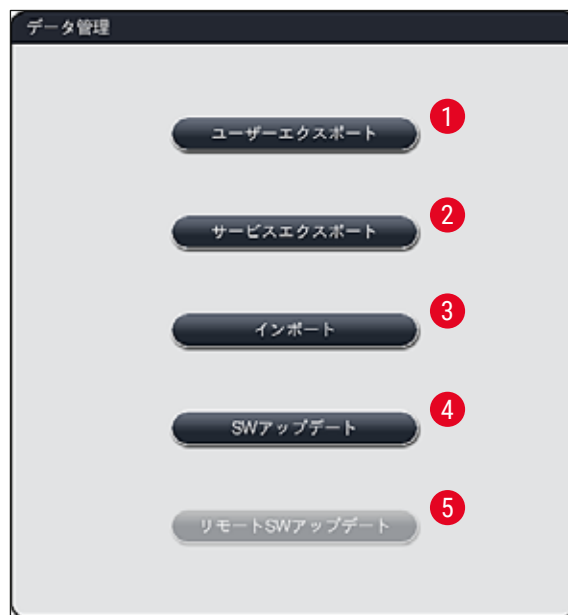 データ管理
ユーザーエクスポート
1
サービスエクスポート
2
インポート
3
SWアップデート
4
リモートSWアップデート
5